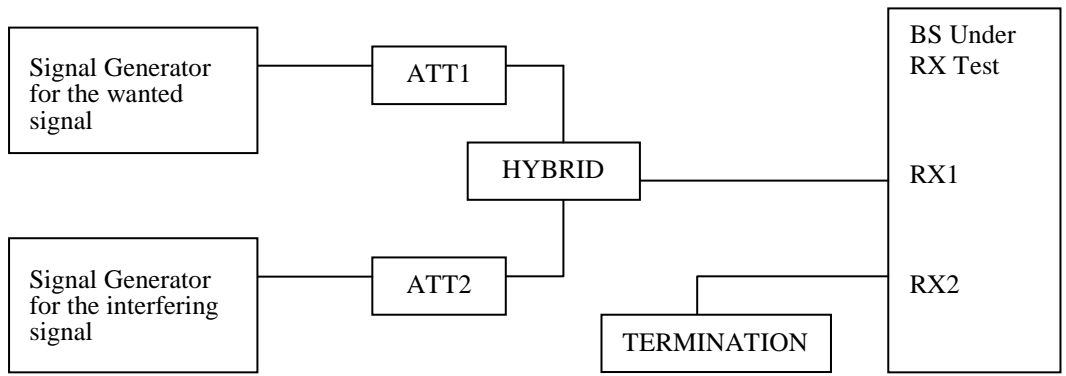 Signal Generator
for the wanted
signal
ATT1
HYBRID
BS Under
RX Test
RX1
Signal Generator
for the interfering
signal
ATT2
RX2
TERMINATION